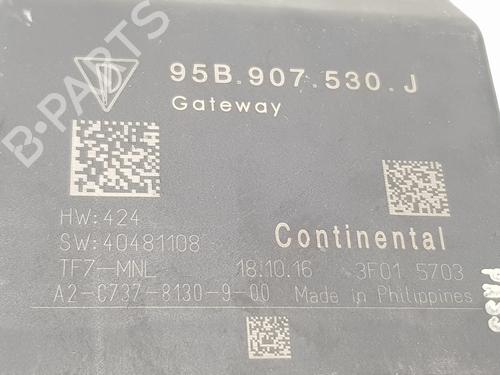 95B.907.530.J
Gateway
HW:424
SW:40481108
Continental
TF7-MNL 18.10.16 3F01 5703
A2-C737-8130-9-00 Made in Philippines
B-PARTS